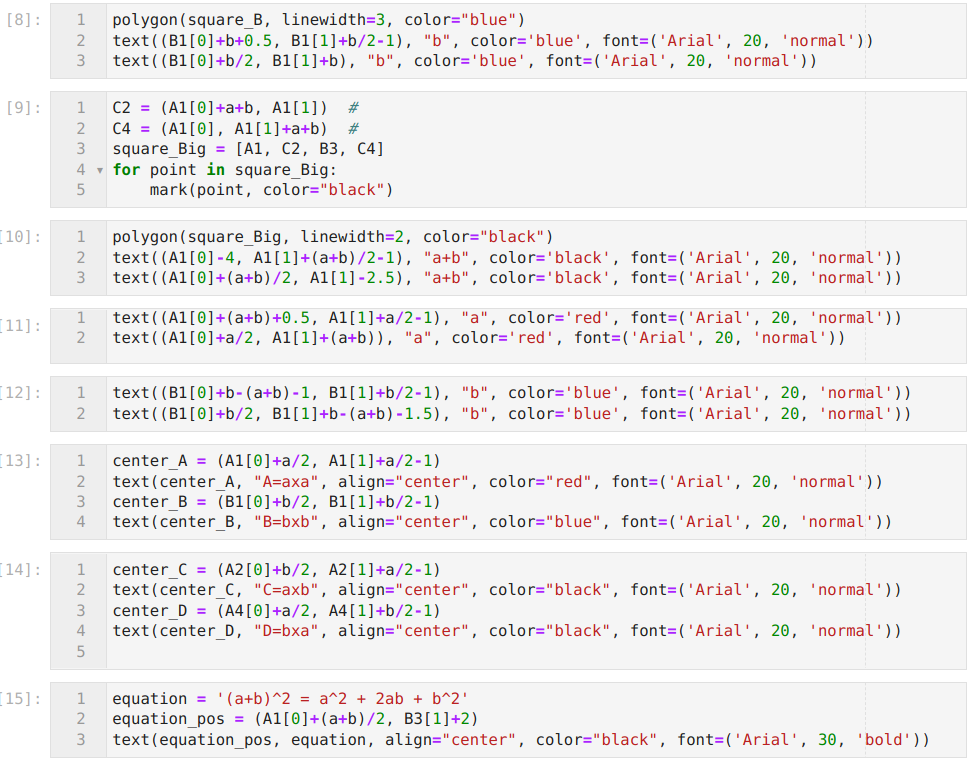 [8]:
1 polygon(square_B, linewidth=3, color="blue")
2 text((B1[0]+b+0.5, B1[1]+b/2-1), "b", color='blue', font=('Arial', 20, 'normal'))
3 text((B1[0]+b/2, B1[1]+b), "b", color='blue', font=('Arial', 20, 'normal'))
[9]:
1 C2 = (A1[0]+a+b, A1[1])  #
2 C4 = (A1[0], A1[1]+a+b)  #
3 square_Big = [A1, C2, B3, C4]
4 for point in square_Big:
5     mark(point, color="black")
[10]:
1 polygon(square_Big, linewidth=2, color="black")
2 text((A1[0]-4, A1[1]+(a+b)/2-1), "a+b", color='black', font=('Arial', 20, 'normal'))
3 text((A1[0]+(a+b)/2, A1[1]-2.5), "a+b", color='black', font=('Arial', 20, 'normal'))
[11]:
1 text((A1[0]+(a+b)+0.5, A1[1]+a/2-1), "a", color='red', font=('Arial', 20, 'normal'))
2 text((A1[0]+a/2, A1[1]+(a+b)), "a", color='red', font=('Arial', 20, 'normal'))
[12]:
1 text((B1[0]+b-(a+b)-1, B1[1]+b/2-1), "b", color='blue', font=('Arial', 20, 'normal'))
2 text((B1[0]+b/2, B1[1]+b-(a+b)-1.5), "b", color='blue', font=('Arial', 20, 'normal'))
[13]:
1 center_A = (A1[0]+a/2, A1[1]+a/2-1)
2 text(center_A, "A=axa", align="center", color="red", font=('Arial', 20, 'normal'))
3 center_B = (B1[0]+b/2, B1[1]+b/2-1)
4 text(center_B, "B=bxb", align="center", color="blue", font=('Arial', 20, 'normal'))
[14]:
1 center_C = (A2[0]+b/2, A2[1]+a/2-1)
2 text(center_C, "C=axb", align="center", color="black", font=('Arial', 20, 'normal'))
3 center_D = (A4[0]+a/2, A4[1]+b/2-1)
4 text(center_D, "D=bxa", align="center", color="black", font=('Arial', 20, 'normal'))
5
[15]:
1 equation = '(a+b)^2 = a^2 + 2ab + b^2'
2 equation_pos = (A1[0]+(a+b)/2, B3[1]+2)
3 text(equation_pos, equation, align="center", color="black", font=('Arial', 30, 'bold'))